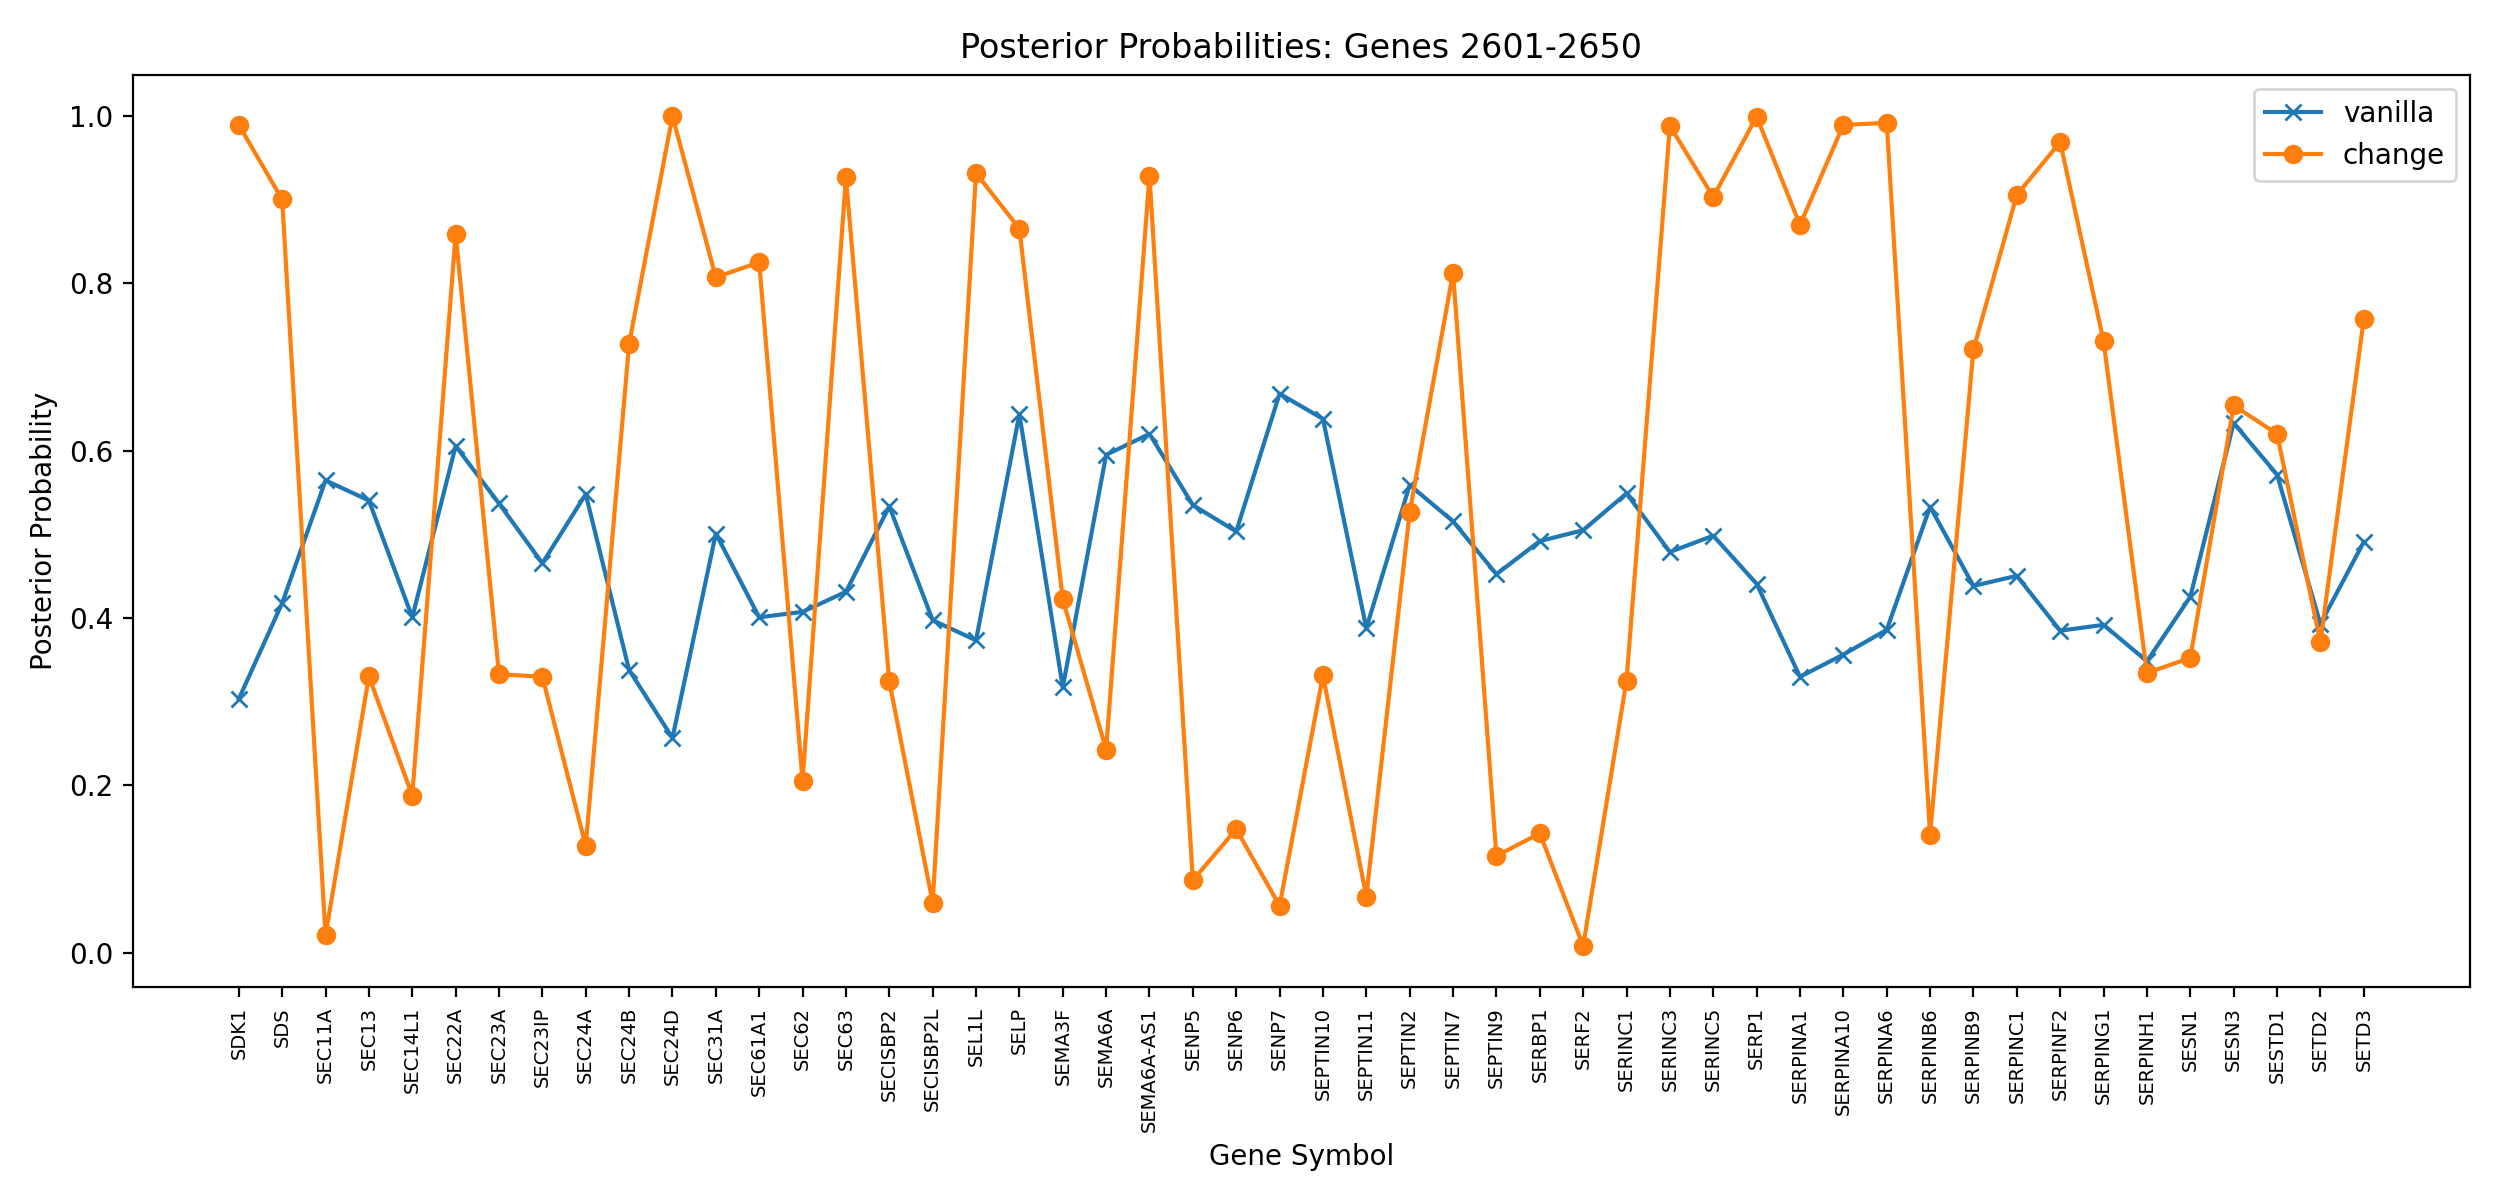 Posterior Probabilities: Genes 2601-2650
vanilla
change
Posterior Probability
1.0
0.8
0.6
0.4
0.2
0.0
SDK1
SDS
SEC11A
SEC13
SEC14L1
SEC22A
SEC23A
SEC23IP
SEC24A
SEC24B
SEC24D
SEC31A
SEC61A1
SEC62
SEC63
SECISBP2
SECISBP2L
SEL1L
SELP
SEMA3F
SEMA6A
SEMA6A-AS1
SENP5
SENP6
SENP7
SEPTIN10
SEPTIN11
SEPTIN2
SEPTIN7
SEPTIN9
SERBP1
SERF2
SERINC1
SERINC3
SERINC5
SERP1
SERPINA1
SERPINA10
SERPINA6
SERPINB6
SERPINB9
SERPINC1
SERPINF2
SERPING1
SERPINH1
SESN1
SESN3
SESTD1
SETD2
SETD3
Gene Symbol